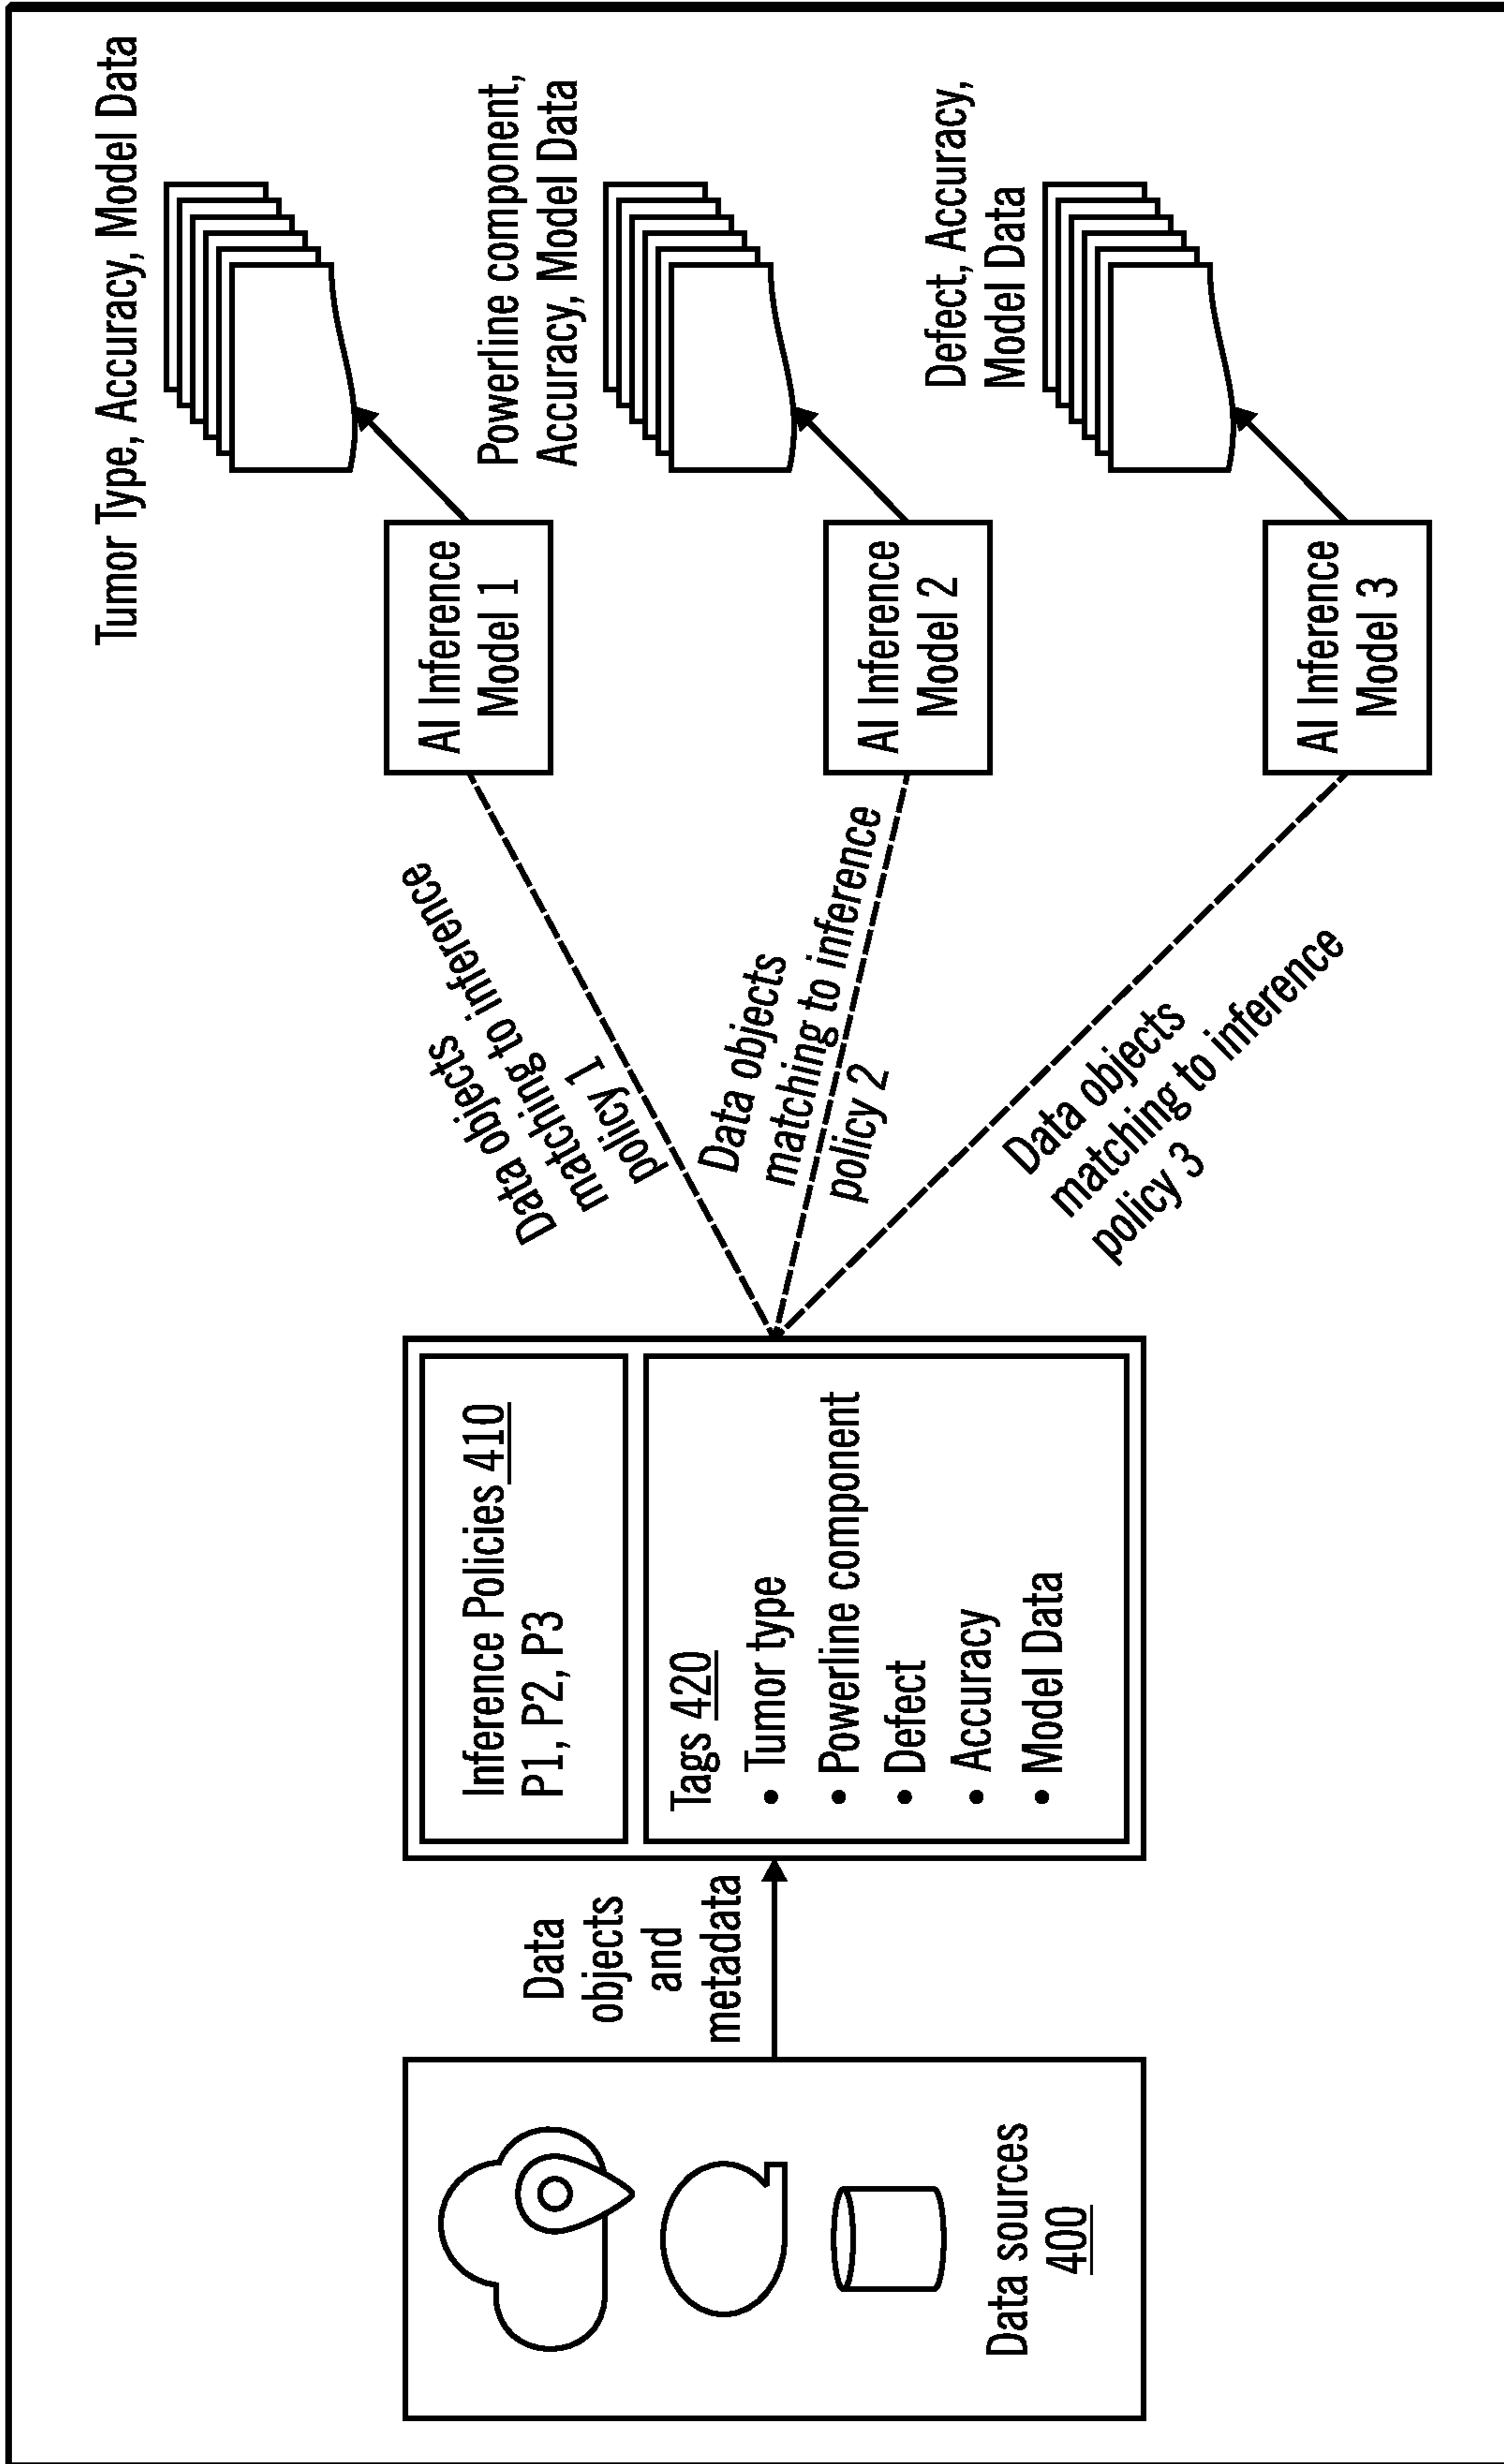 Data sources
400
Data
objects
and
metadata
Inference Policies 410
P1, P2, P3
Tags 420
• Tumor type
• Powerline component
• Defect
• Accuracy
• Model Data
Data objects
matching to inference
policy 1
Data objects
matching to inference
policy 2
Data objects
matching to inference
policy 3
AI Inference
Model 1
AI Inference
Model 2
AI Inference
Model 3
Tumor Type, Accuracy, Model Data
Powerline component,
Accuracy, Model Data
Defect, Accuracy,
Model Data